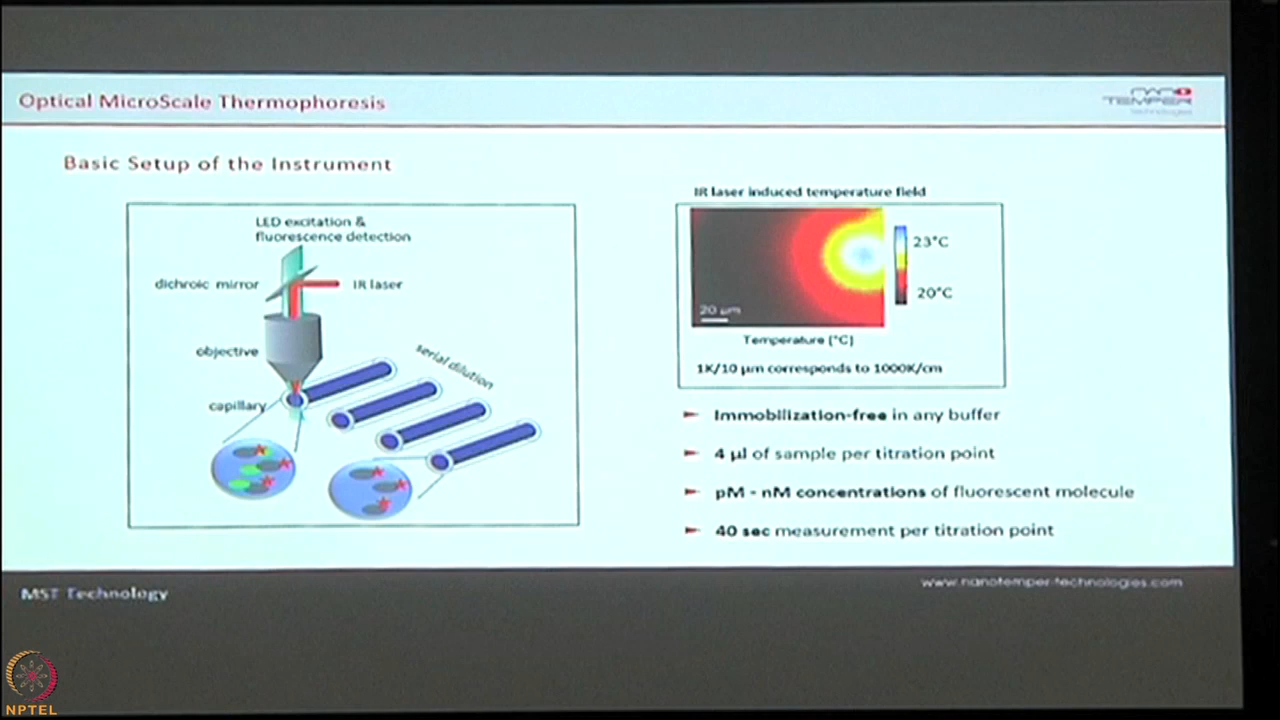 Optical MicroScale Thermophoresis
NANO
TEMPER
technologies
Basic Setup of the Instrument
LED excitation &
fluorescence detection
dichroic mirror
IR laser
objective
serial dilution
capillary
IR laser induced temperature field
23°C
20°C
20 µm
Temperature [°C]
1K/10 µm corresponds to 1000K/cm
► Immobilization-free in any buffer
► 4 µl of sample per titration point
► pM - nM concentrations of fluorescent molecule
► 40 sec measurement per titration point
MST Technology
www.nanotemper-technologies.com
NPTEL